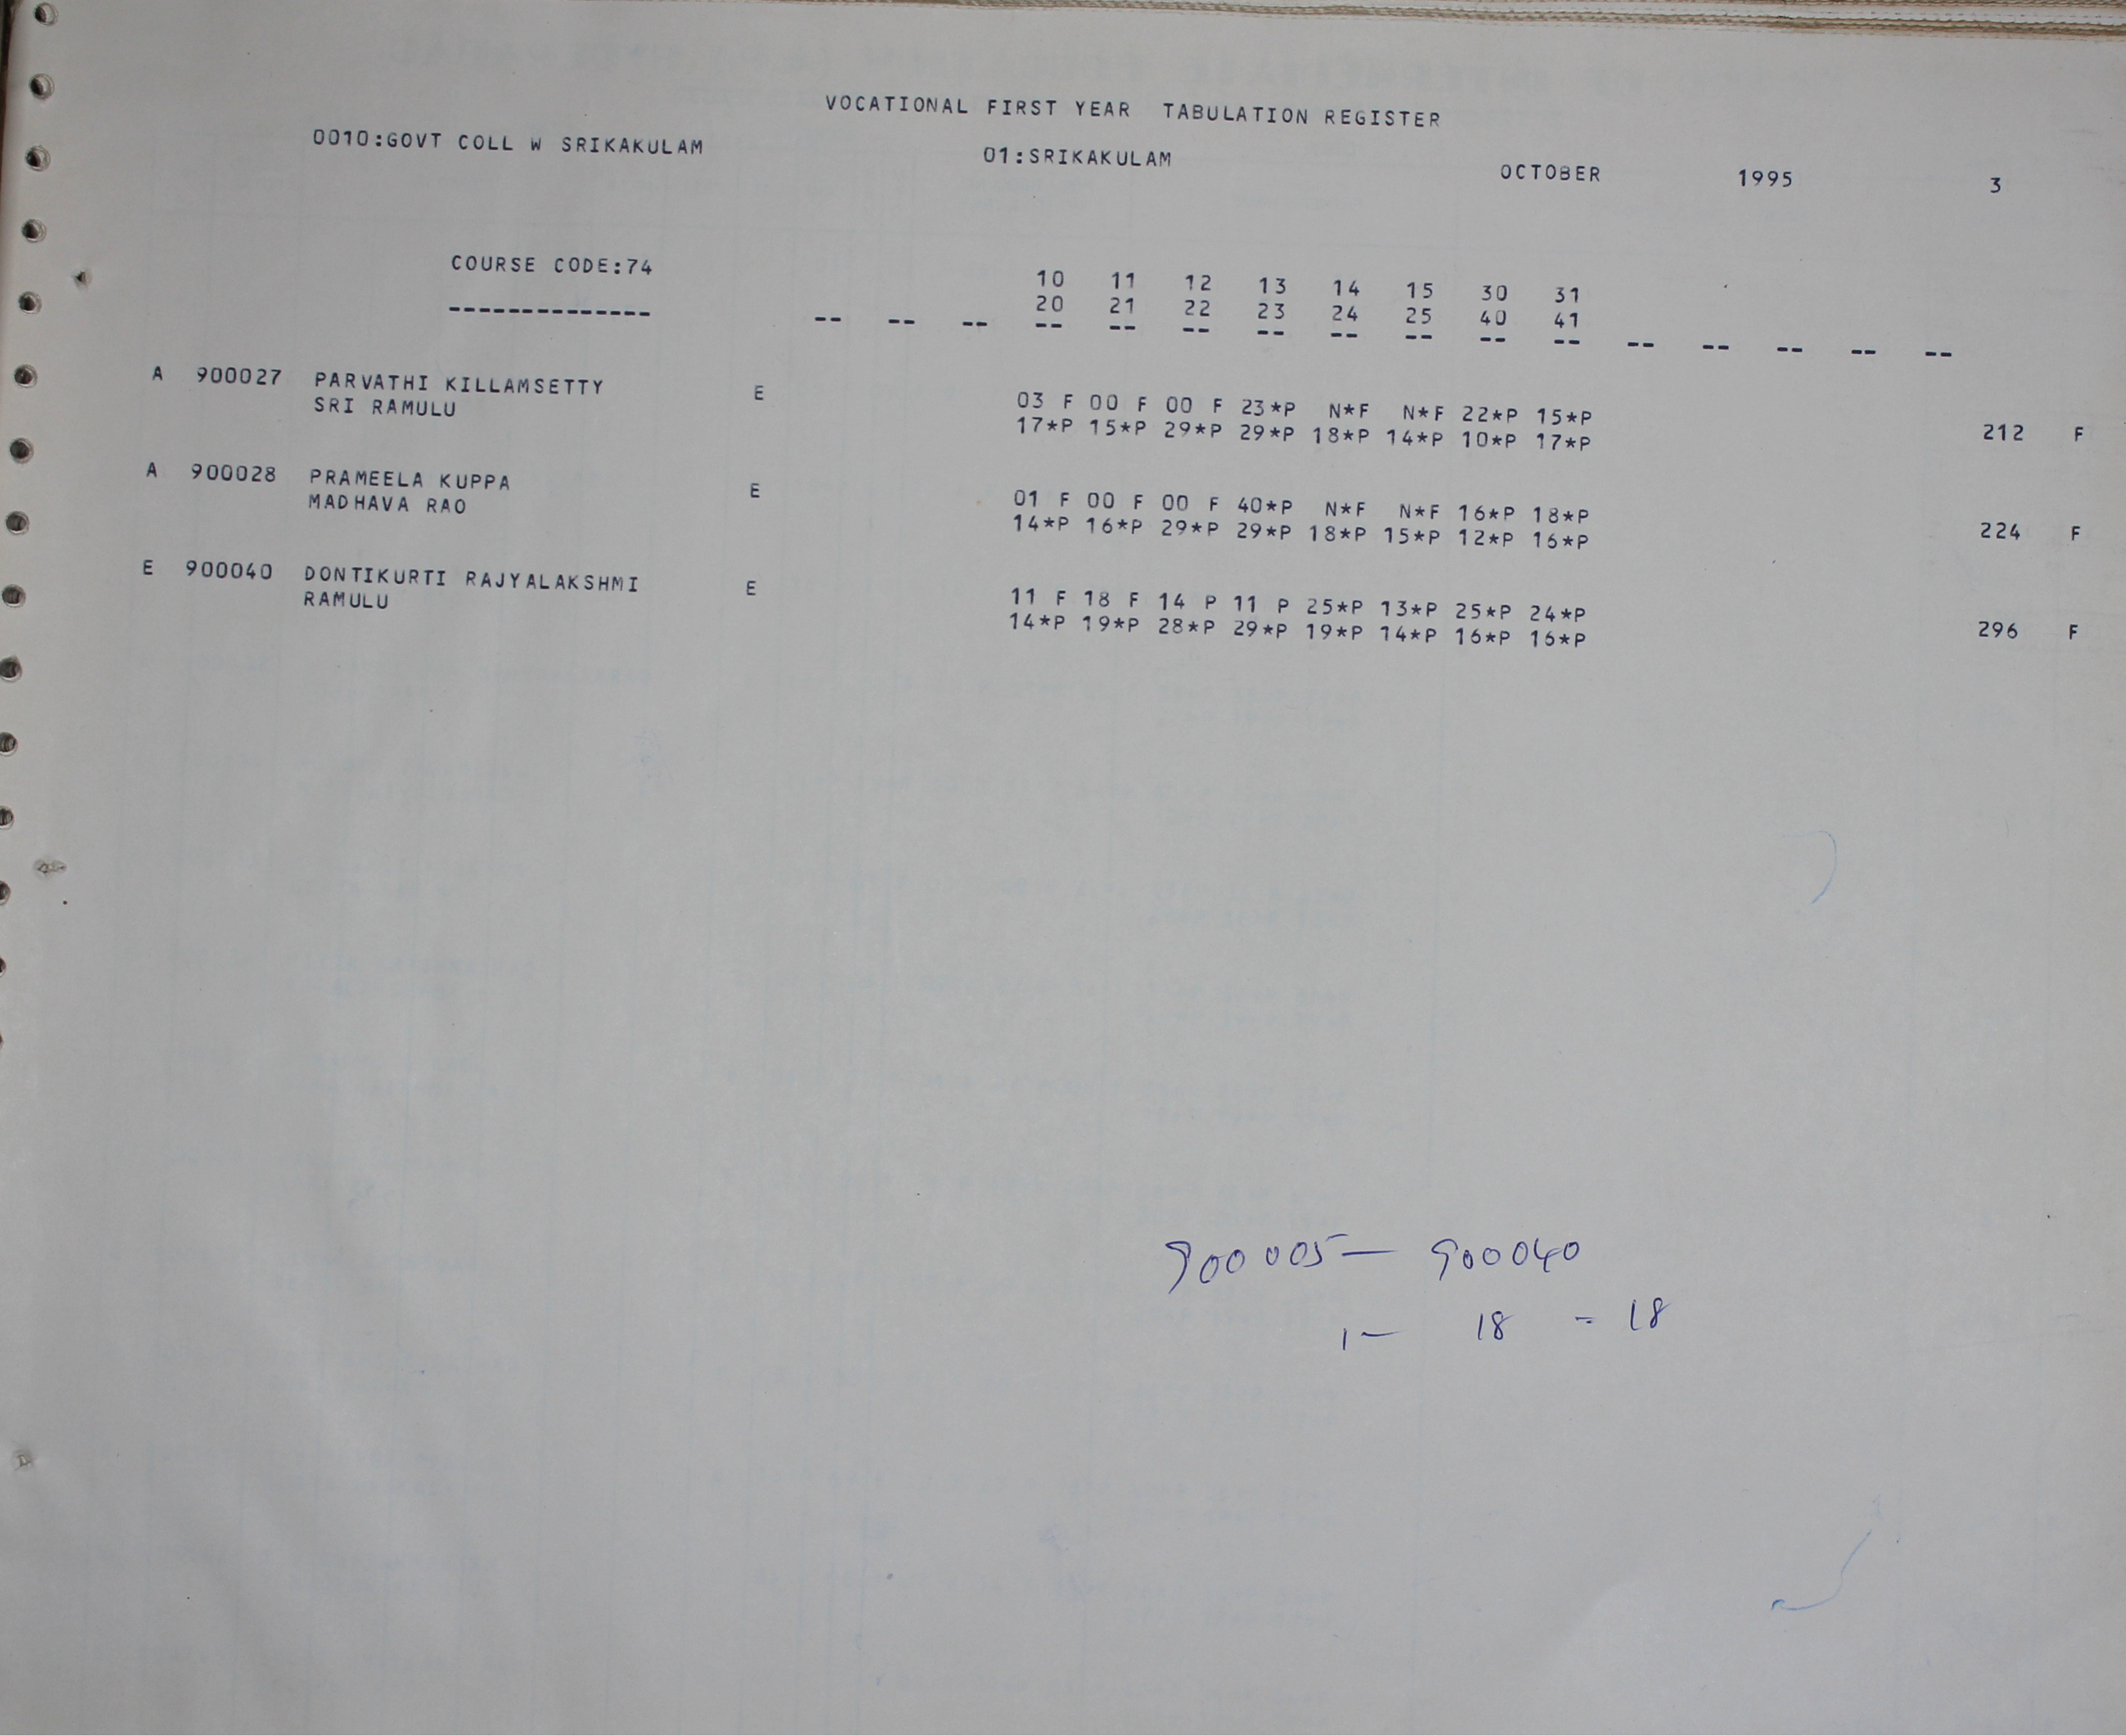 VOCATIONAL FIRST YEAR TABULATION REGISTER
0010:GOVT COLL W SRIKAKULAM 01:SRIKAKULAM OCTOBER 1995 3
COURSE CODE:74 10 11 12 13 14 15 30 31
20 21 22 23 24 25 40 41
-------------- -- -- -- -- -- -- -- -- -- -- -- -- -- -- -- --
A 900027 PARVATHI KILLAMSETTY E 03 F 00 F 00 F 23*P N*F N*F 22*P 15*P
SRI RAMULU 17*P 15*P 29*P 29*P 18*P 14*P 10*P 17*P 212 F
A 900028 PRAMEELA KUPPA E 01 F 00 F 00 F 40*P N*F N*F 16*P 18*P
MADHAVA RAO 14*P 16*P 29*P 29*P 18*P 15*P 12*P 16*P 224 F
E 900040 DONTIKURTI RAJYALAKSHMI E 11 F 18 F 14 P 11 P 25*P 13*P 25*P 24*P
RAMULU 14*P 19*P 28*P 29*P 19*P 14*P 16*P 16*P 296 F
900005 — 900040
1 — 18 = 18